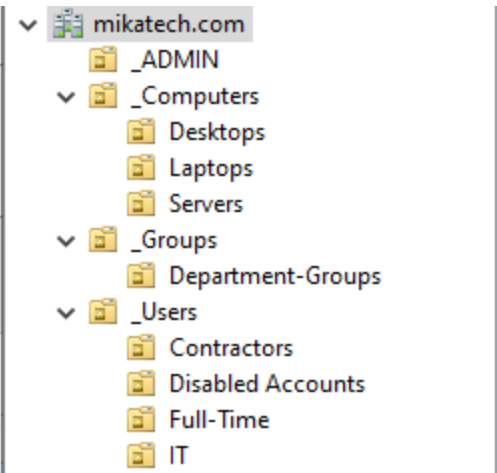 mikatech.com
_ADMIN
_Computers
Desktops
Laptops
Servers
_Groups
Department-Groups
_Users
Contractors
Disabled Accounts
Full-Time
IT